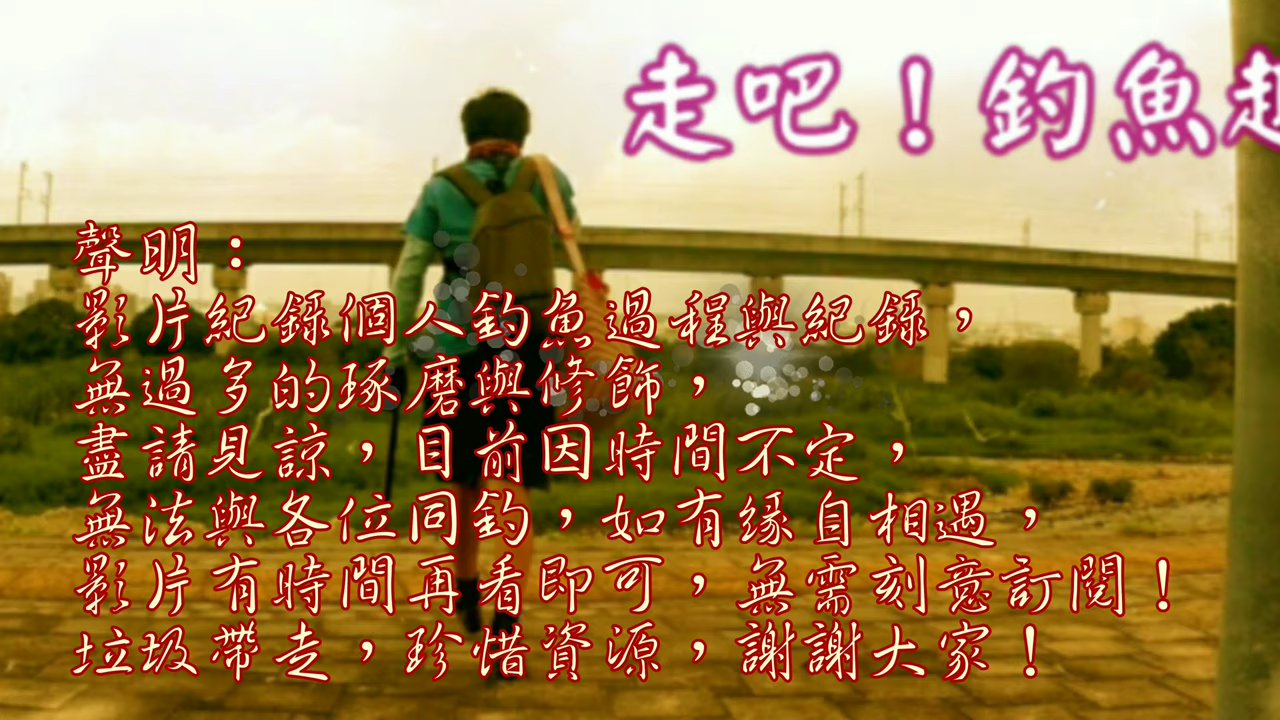 走吧！釣魚
聲明：
影片紀錄個人釣魚過程與紀錄，
無過多的琢磨與修飾，
盡請見諒，目前因時間不定，
無法與各位同釣，如有緣自相遇，
影片有時間再看即可，無需刻意訂閱！
垃圾帶走，珍惜資源，謝謝大家！